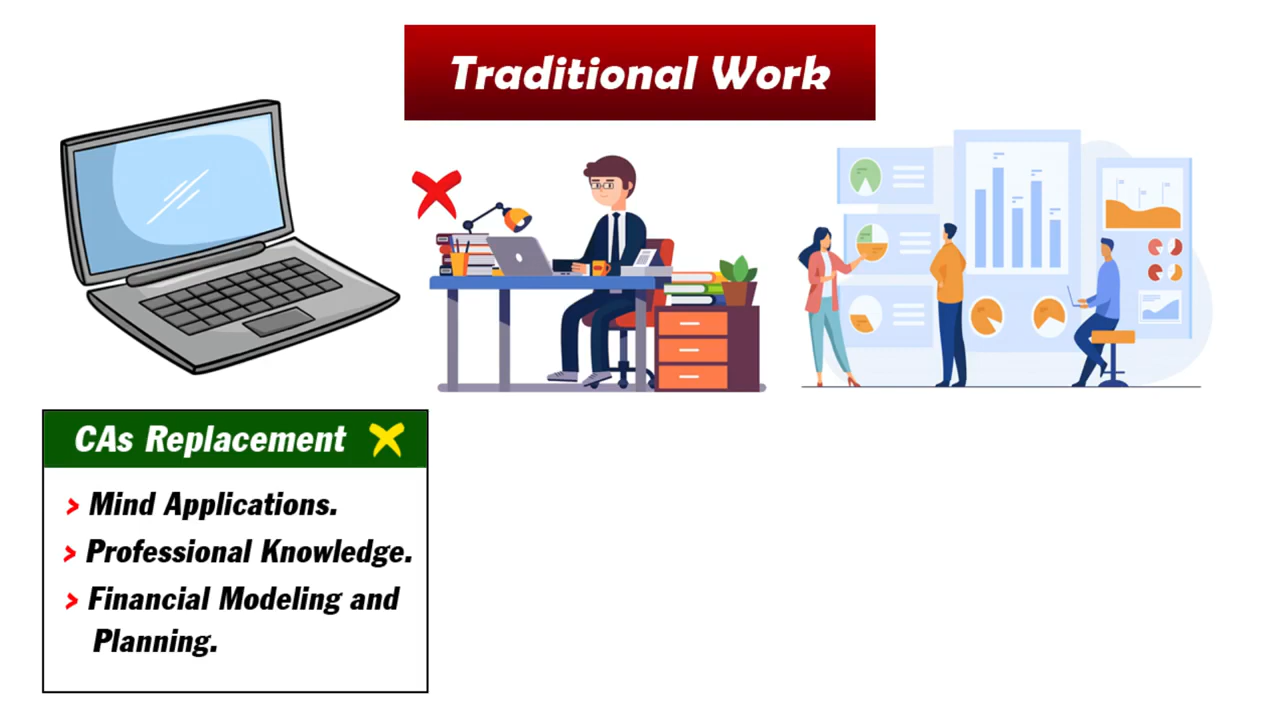 Traditional Work
CAs Replacement
> Mind Applications.
> Professional Knowledge.
> Financial Modeling and
Planning.